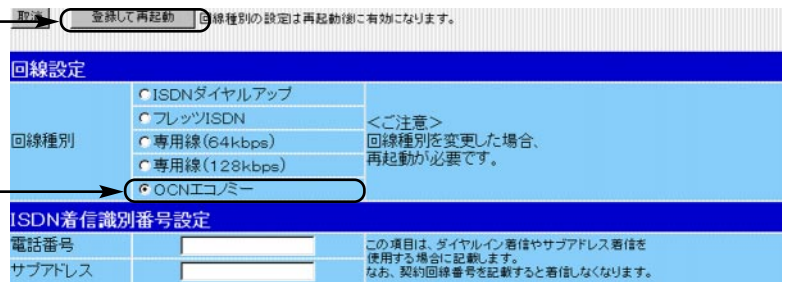 取消 登録して再起動 回線種別の設定は再起動後に有効になります。
回線設定
回線種別
ISDNダイヤルアップ
フレッツISDN
専用線(64kbps)
専用線(128kbps)
OCNエコノミー
<ご注意>
回線種別を変更した場合、
再起動が必要です。
ISDN着信識別番号設定
電話番号
サブアドレス
この項目は、ダイヤルイン着信やサブアドレス着信を
使用する場合に記載します。
なお、契約回線番号を記載すると着信しなくなります。